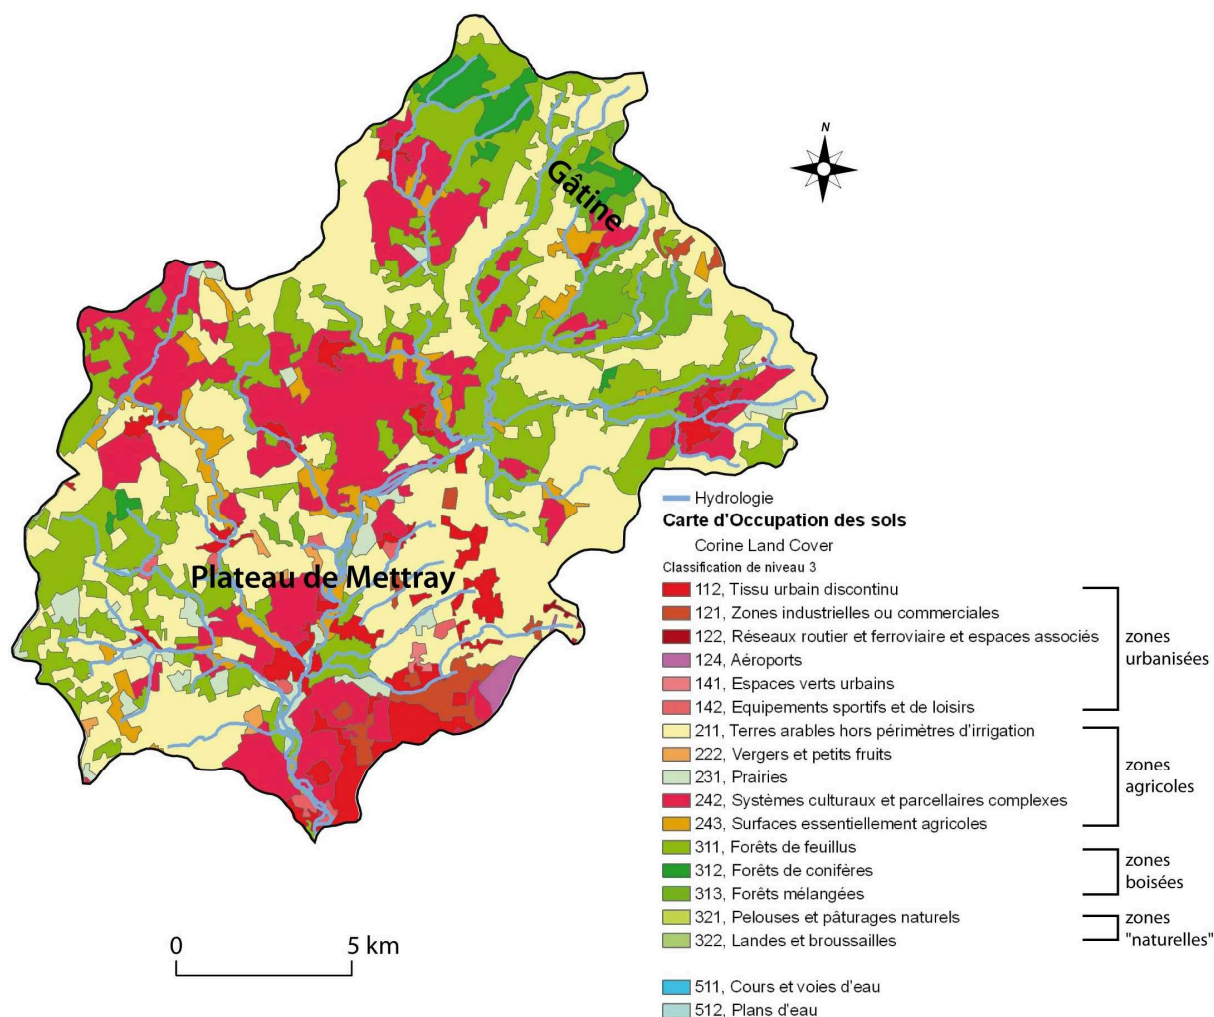 N
Gâtine
Plateau de Mettray
Hydrologie
Carte d'Occupation des sols
Corine Land Cover
Classification de niveau 3
112, Tissu urbain discontinu
121, Zones industrielles ou commerciales
122, Réseaux routier et ferroviaire et espaces associés
124, Aéroports
141, Espaces verts urbains
142, Equipements sportifs et de loisirs
zones
urbanisées
211, Terres arables hors périmètres d'irrigation
222, Vergers et petits fruits
231, Prairies
242, Systèmes culturaux et parcellaires complexes
243, Surfaces essentiellement agricoles
zones
agricoles
311, Forêts de feuillus
312, Forêts de conifères
313, Forêts mélangées
zones
boisées
321, Pelouses et pâturages naturels
322, Landes et broussailles
zones
"naturelles"
511, Cours et voies d'eau
512, Plans d'eau
0 5 km